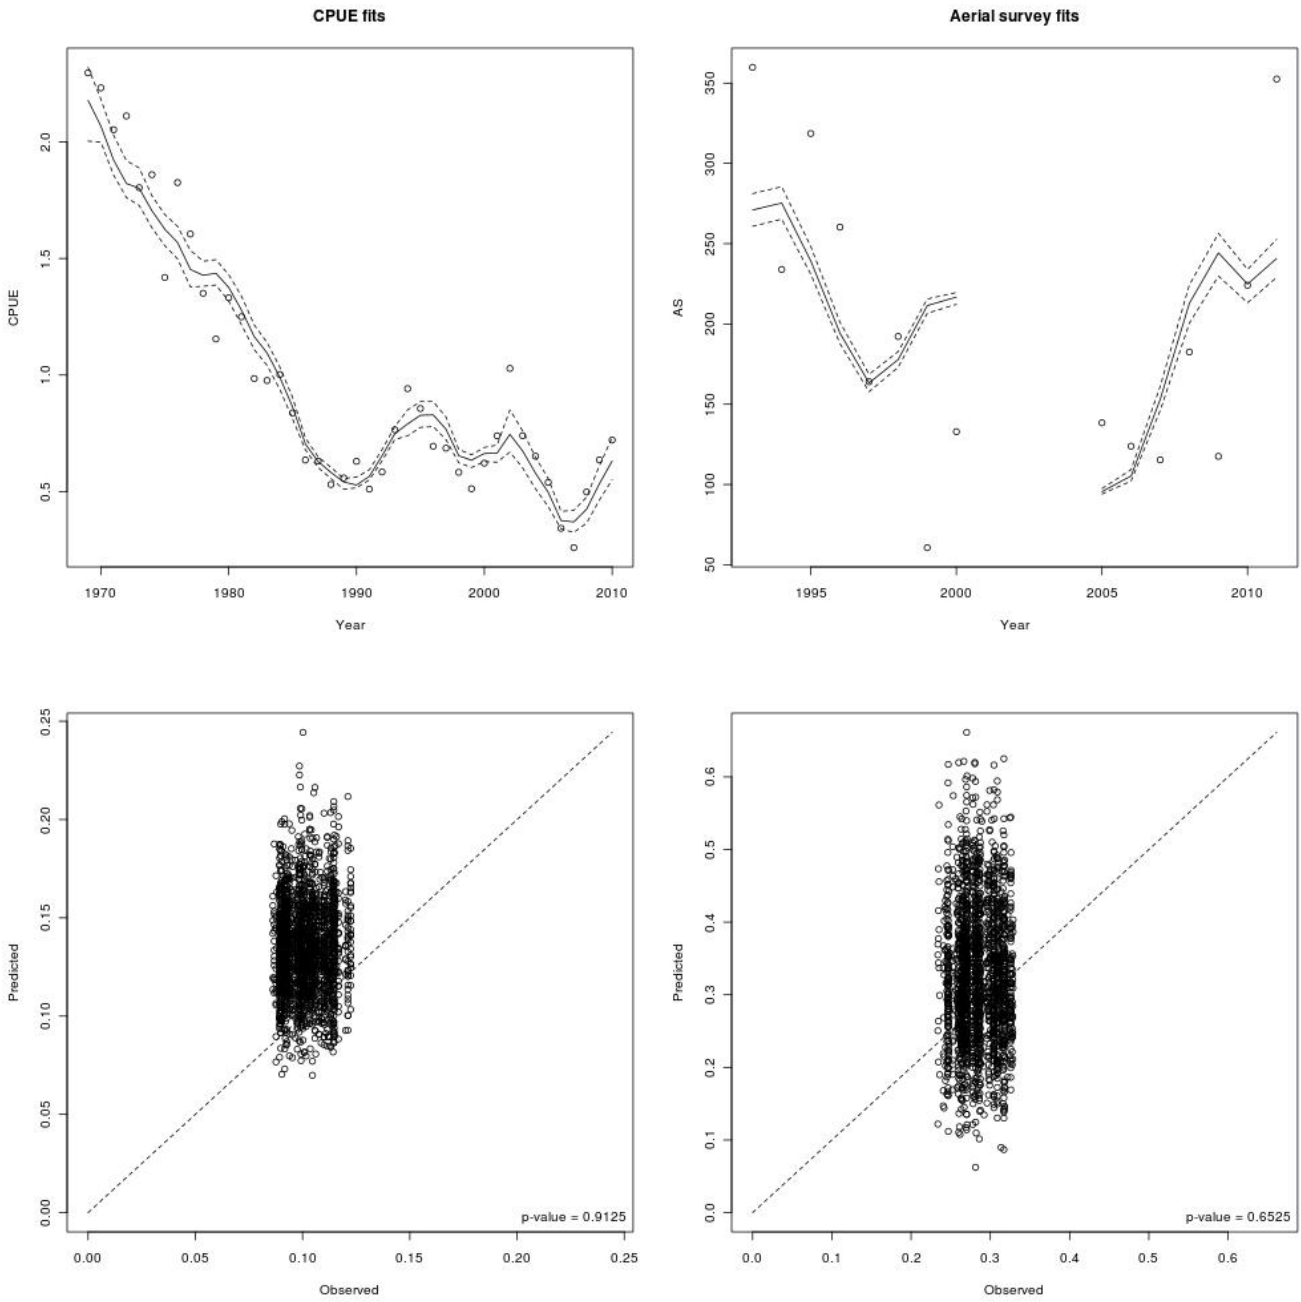 CPUE fits
CPUE
2.0
1.5
1.0
0.5
1970 1980 1990 2000 2010
Year
Aerial survey fits
AS
350
300
250
200
150
100
50
1995 2000 2005 2010
Year
Predicted
0.25
0.20
0.15
0.10
0.05
0.00
p-value = 0.9125
0.00 0.05 0.10 0.15 0.20 0.25
Observed
Predicted
0.6
0.5
0.4
0.3
0.2
0.1
0.0
p-value = 0.6525
0.0 0.1 0.2 0.3 0.4 0.5 0.6
Observed